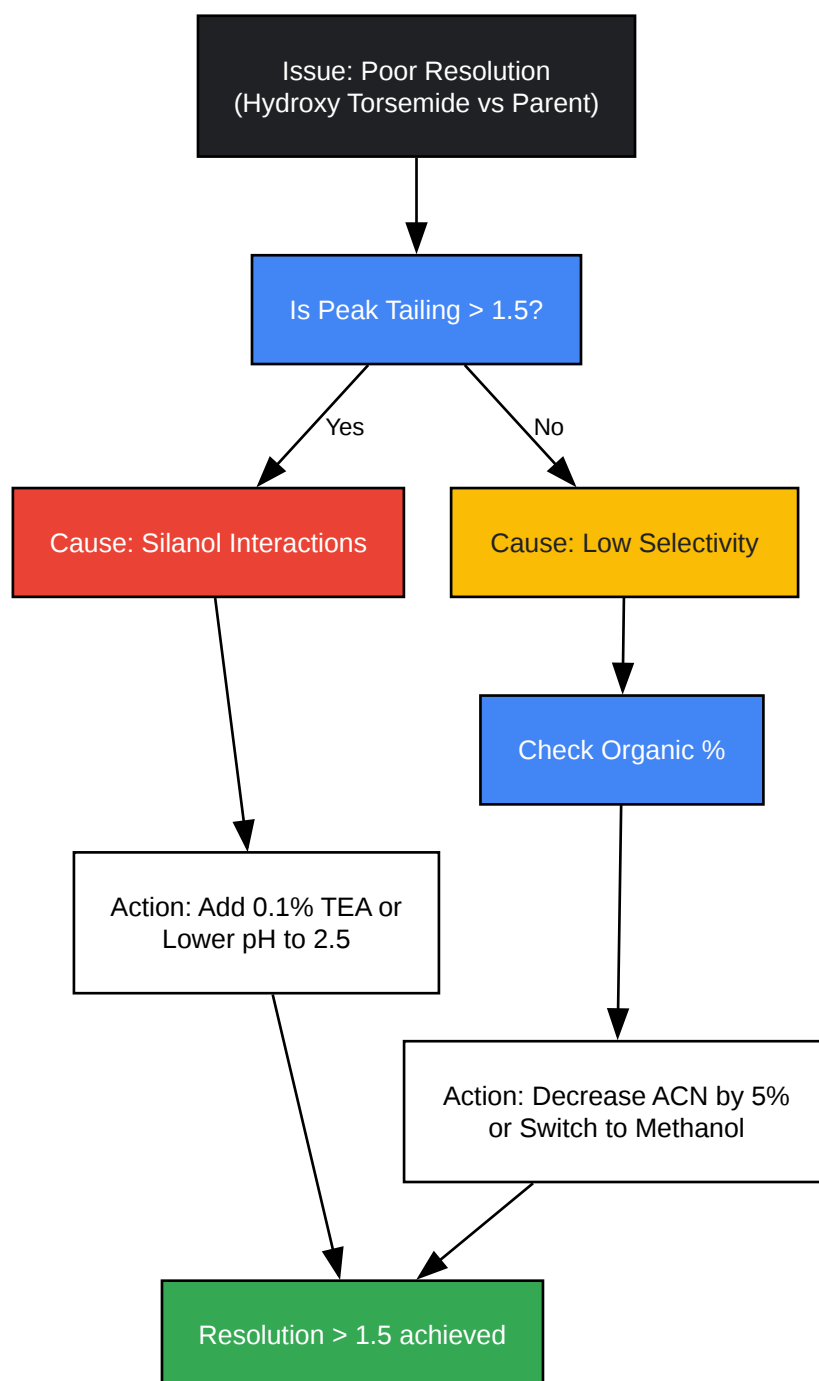 Issue: Poor Resolution
(Hydroxy Torsemide vs Parent)
Is Peak Tailing > 1.5?
Yes
No
Cause: Silanol Interactions
Cause: Low Selectivity
Check Organic %
Action: Add 0.1% TEA or
Lower pH to 2.5
Action: Decrease ACN by 5%
or Switch to Methanol
Resolution > 1.5 achieved